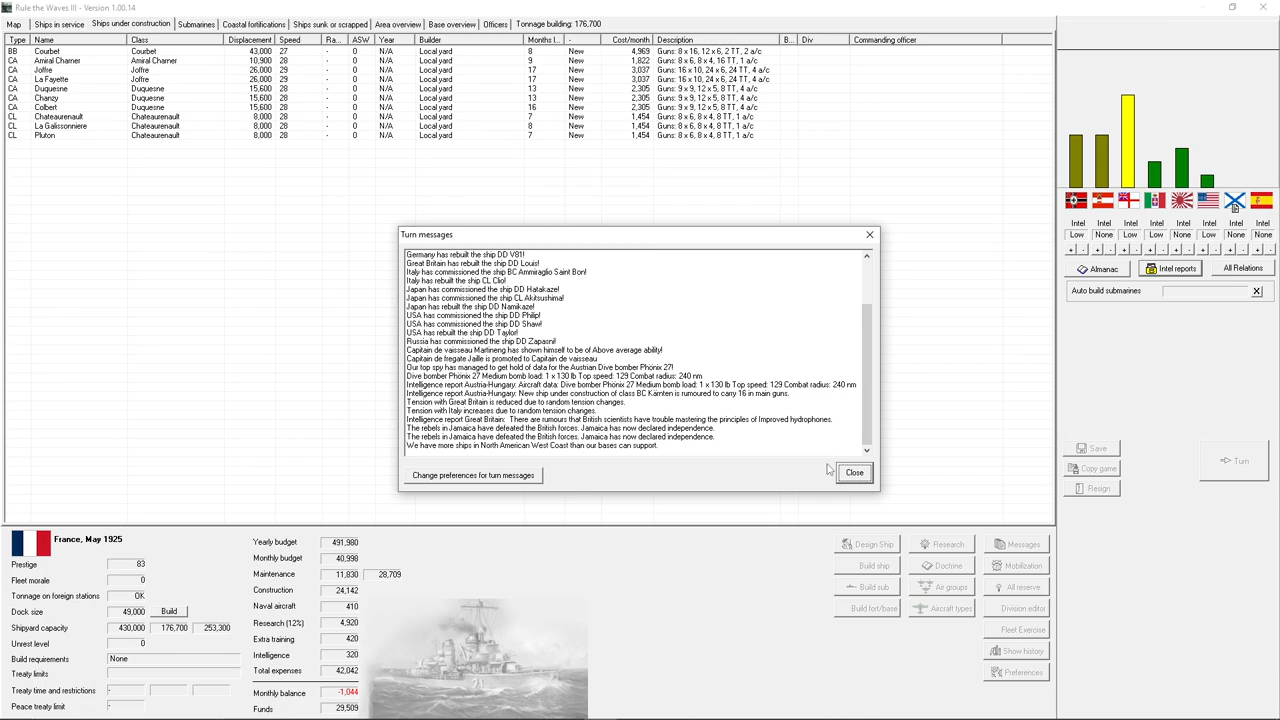 Rule the Waves III - Version 1.00.14
Map Ships in service Ships under construction Submarines Coastal fortifications Ships sunk or scrapped Area overview Base overview Officers Tonnage building: 176,700
Type Name Class Displacement Speed Ra... ASW Year Builder Months l... - Cost/month Description B... Div Commanding officer
BB Courbet Courbet 43,000 27 - 0 N/A Local yard 8 New 4,969 Guns: 8 x 16, 12 x 6, 2 TT, 2 a/c
CA Amiral Charner Amiral Charner 10,900 28 - 0 N/A Local yard 9 New 1,822 Guns: 8 x 6, 8 x 4, 16 TT, 1 a/c
CA Joffre Joffre 26,000 29 - 0 N/A Local yard 17 New 3,037 Guns: 16 x 10, 24 x 6, 24 TT, 4 a/c
CA La Fayette Joffre 26,000 29 - 0 N/A Local yard 17 New 3,037 Guns: 16 x 10, 24 x 6, 24 TT, 4 a/c
CA Duquesne Duquesne 15,600 28 - 0 N/A Local yard 13 New 2,305 Guns: 9 x 9, 12 x 5, 8 TT, 4 a/c
CA Chanzy Duquesne 15,600 28 - 0 N/A Local yard 13 New 2,305 Guns: 9 x 9, 12 x 5, 8 TT, 4 a/c
CA Colbert Duquesne 15,600 28 - 0 N/A Local yard 16 New 2,305 Guns: 9 x 9, 12 x 5, 8 TT, 4 a/c
CL Chateaurenault Chateaurenault 8,000 28 - 0 N/A Local yard 7 New 1,454 Guns: 8 x 6, 8 x 4, 8 TT, 1 a/c
CL La Galissonniere Chateaurenault 8,000 28 - 0 N/A Local yard 8 New 1,454 Guns: 8 x 6, 8 x 4, 8 TT, 1 a/c
CL Pluton Chateaurenault 8,000 28 - 0 N/A Local yard 7 New 1,454 Guns: 8 x 6, 8 x 4, 8 TT, 1 a/c
Intel Intel Intel Intel Intel Intel Intel Intel
Low None Low Low Low None None None
+ - + - + - + - + - + - + - + -
Almanac Intel reports All Relations
Auto build submarines
Turn messages
Germany has rebuilt the ship DD V81!
Great Britain has rebuilt the ship DD Louis!
Italy has commissioned the ship BC Ammiraglio Saint Bon!
Italy has rebuilt the ship CL Clio!
Japan has commissioned the ship DD Hatakaze!
Japan has commissioned the ship CL Akitsushima!
Japan has rebuilt the ship DD Namikaze!
USA has commissioned the ship DD Philip!
USA has commissioned the ship DD Shaw!
USA has rebuilt the ship DD Taylor!
Russia has commissioned the ship DD Zapasni!
Capitain de vaisseau Martineng has shown himself to be of Above average ability!
Capitain de fregate Jaille is promoted to Capitain de vaisseau
Our top spy has managed to get hold of data for the Austrian Dive bomber Phönix 27!
Dive bomber Phönix 27 Medium bomb load: 1 x 130 lb Top speed: 129 Combat radius: 240 nm
Intelligence report Austria-Hungary: Aircraft data: Dive bomber Phönix 27 Medium bomb load: 1 x 130 lb Top speed: 129 Combat radius: 240 nm
Intelligence report Austria-Hungary: New ship under construction of class BC Kärnten is rumoured to carry 16 in main guns.
Tension with Great Britain is reduced due to random tension changes.
Tension with Italy increases due to random tension changes.
Intelligence report Great Britain: There are rumours that British scientists have trouble mastering the principles of Improved hydrophones.
The rebels in Jamaica have defeated the British forces. Jamaica has now declared independence.
The rebels in Jamaica have defeated the British forces. Jamaica has now declared independence.
We have more ships in North American West Coast than our bases can support.
Change preferences for turn messages Close
Save
Copy game
Resign
Turn
France, May 1925
Prestige 83
Fleet morale 0
Tonnage on foreign stations OK
Dock size 49,000 Build
Shipyard capacity 430,000 176,700 253,300
Unrest level 0
Build requirements None
Treaty limits
Treaty time and restrictions - 
Peace treaty limit -
Yearly budget 491,980
Monthly budget 40,998
Maintenance 11,830 28,709
Construction 24,142
Naval aircraft 410
Research (12%) 4,920
Extra training 420
Intelligence 320
Total expenses 42,042
Monthly balance -1,044
Funds 29,509
Design Ship Research Messages
Build ship Doctrine Mobilization
Build sub Air groups All reserve
Build fort/base Aircraft types Division editor
Fleet Exercise
Show history
Preferences